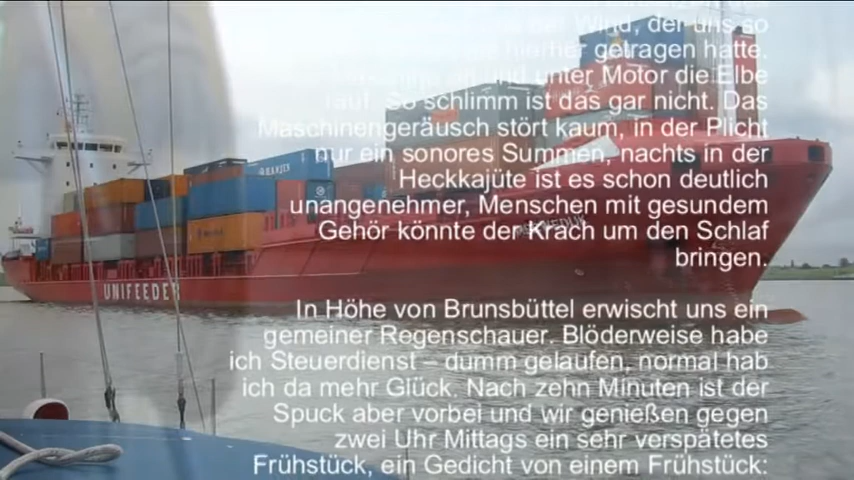 Wind, der uns so
hierher getragen hat.
und unter Motor die Elbe
rauf. So schlimm ist das gar nicht. Das
Maschinengeräusch stört kaum, in der Plicht
nur ein sonores Summen, nachts in der
Heckkajüte ist es schon deutlich
unangenehmer, Menschen mit gesundem
Gehör könnte der Krach um den Schlaf
bringen.
In Höhe von Brunsbüttel erwischt uns ein
gemeiner Regenschauer. Blöderweise habe
ich Steuerdienst – dumm gelaufen, normal hab
ich da mehr Glück. Nach zehn Minuten ist der
Spuck aber vorbei und wir genießen gegen
zwei Uhr Mittags ein sehr verspätetes
Frühstück, ein Gedicht von einem Frühstück:
UNIFEEDER